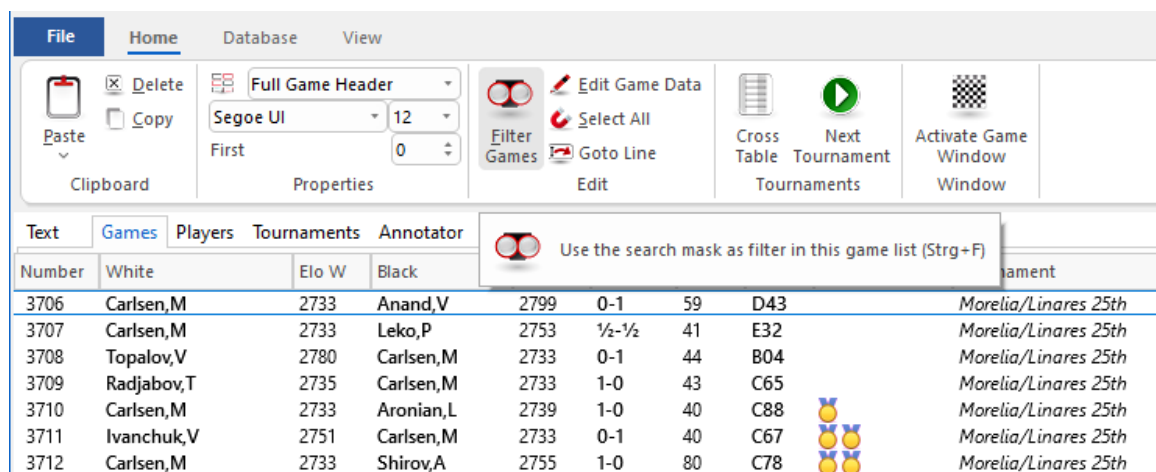 File Home Database View
Paste
Delete
Copy
Clipboard
Full Game Header
Segoe UI 12
First 0
Properties
Filter Games
Edit Game Data
Select All
Goto Line
Edit
Cross Table
Next Tournament
Tournaments
Activate Game Window
Window
Text Games Players Tournaments Annotator
Use the search mask as filter in this game list (Strg+F)
Number White Elo W Black
3706 Carlsen,M 2733 Anand,V 2799 0-1 59 D43 Morelia/Linares 25th
3707 Carlsen,M 2733 Leko,P 2753 ½-½ 41 E32 Morelia/Linares 25th
3708 Topalov,V 2780 Carlsen,M 2733 0-1 44 B04 Morelia/Linares 25th
3709 Radjabov,T 2735 Carlsen,M 2733 1-0 43 C65 Morelia/Linares 25th
3710 Carlsen,M 2733 Aronian,L 2739 1-0 40 C88 Morelia/Linares 25th
3711 Ivanchuk,V 2751 Carlsen,M 2733 0-1 40 C67 Morelia/Linares 25th
3712 Carlsen,M 2733 Shirov,A 2755 1-0 80 C78 Morelia/Linares 25th